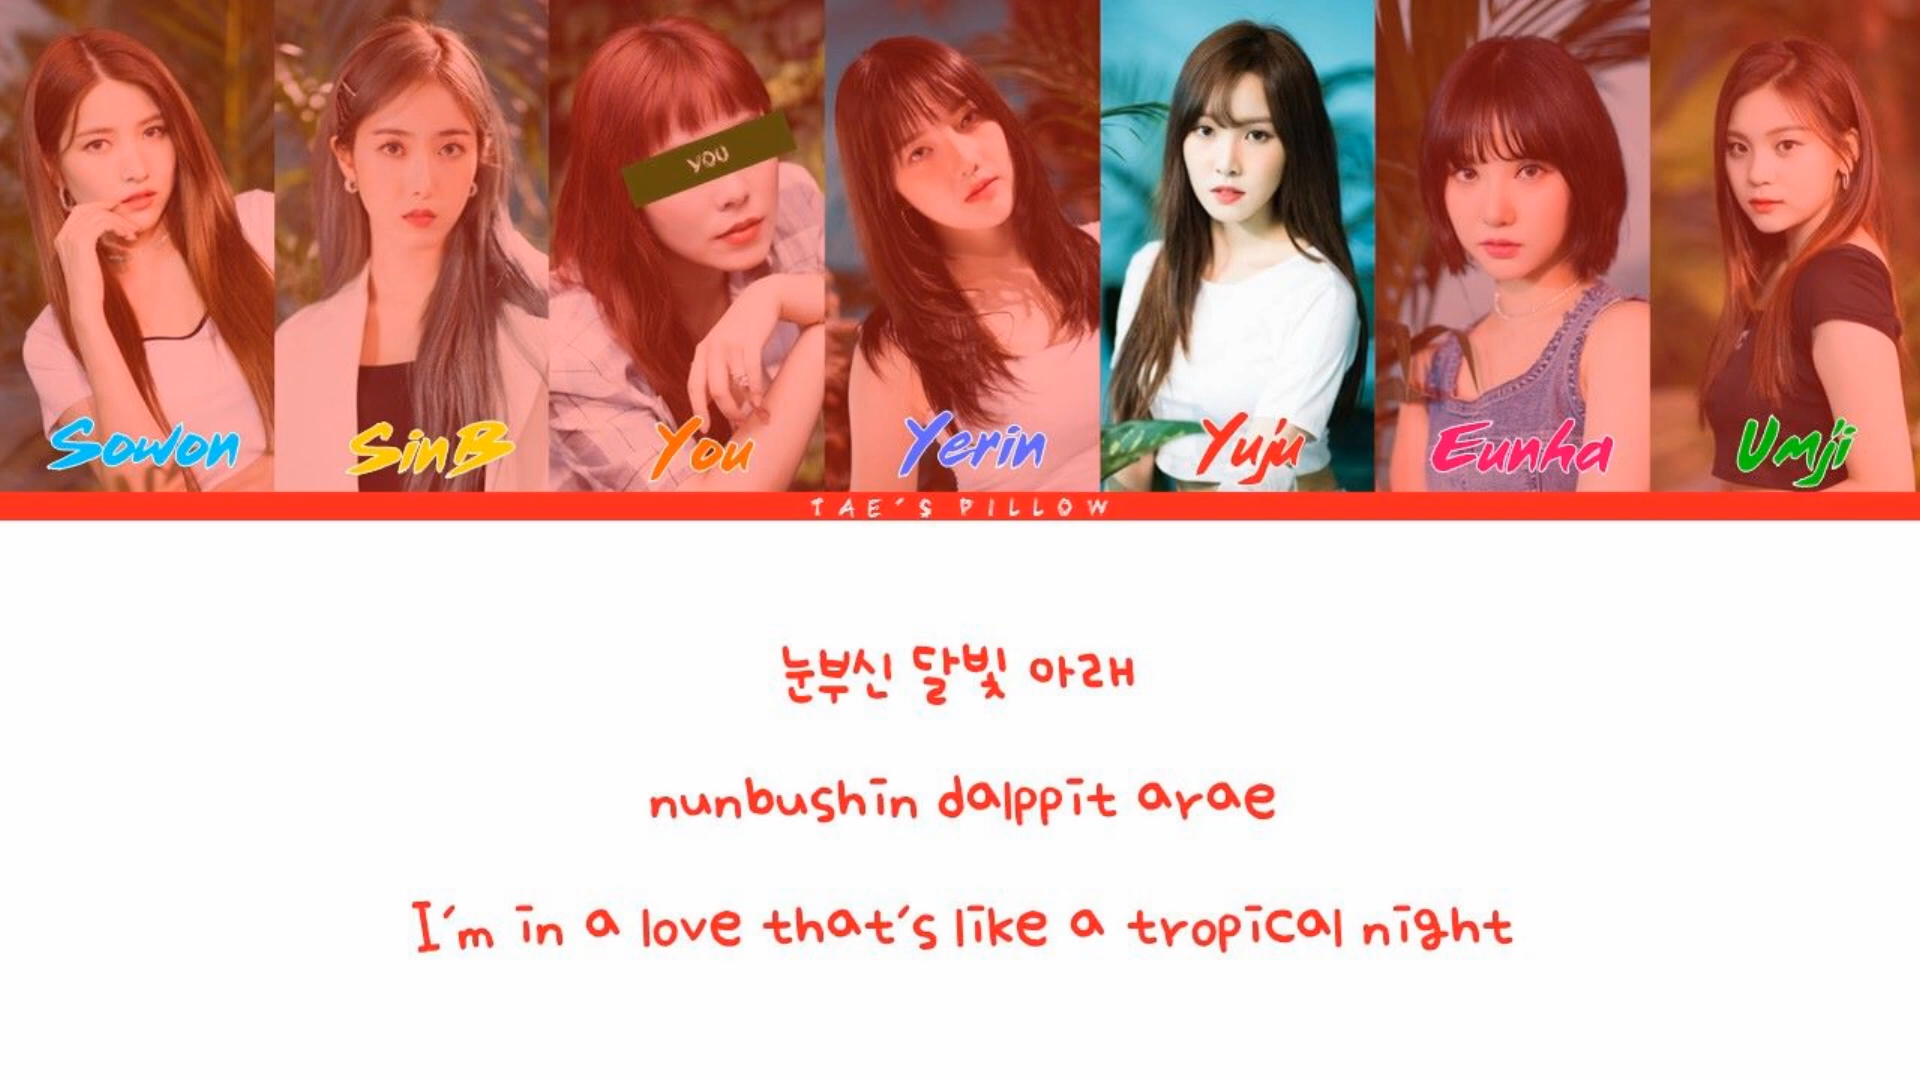 YOU
Sowon SinB You Yerin Yuju Eunha Umji
TAE'S PILLOW
눈부신 달빛 아래
nunbushin dalppit arae
I'm in a love that's like a tropical night